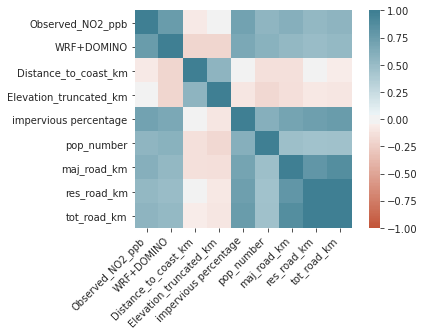 Observed_NO2_ppb
WRF+DOMINO
Distance_to_coast_km
Elevation_truncated_km
impervious percentage
pop_number
maj_road_km
res_road_km
tot_road_km
Observed_NO2_ppb
WRF+DOMINO
Distance_to_coast_km
Elevation_truncated_km
impervious percentage
pop_number
maj_road_km
res_road_km
tot_road_km
1.00
0.75
0.50
0.25
0.00
−0.25
−0.50
−0.75
−1.00